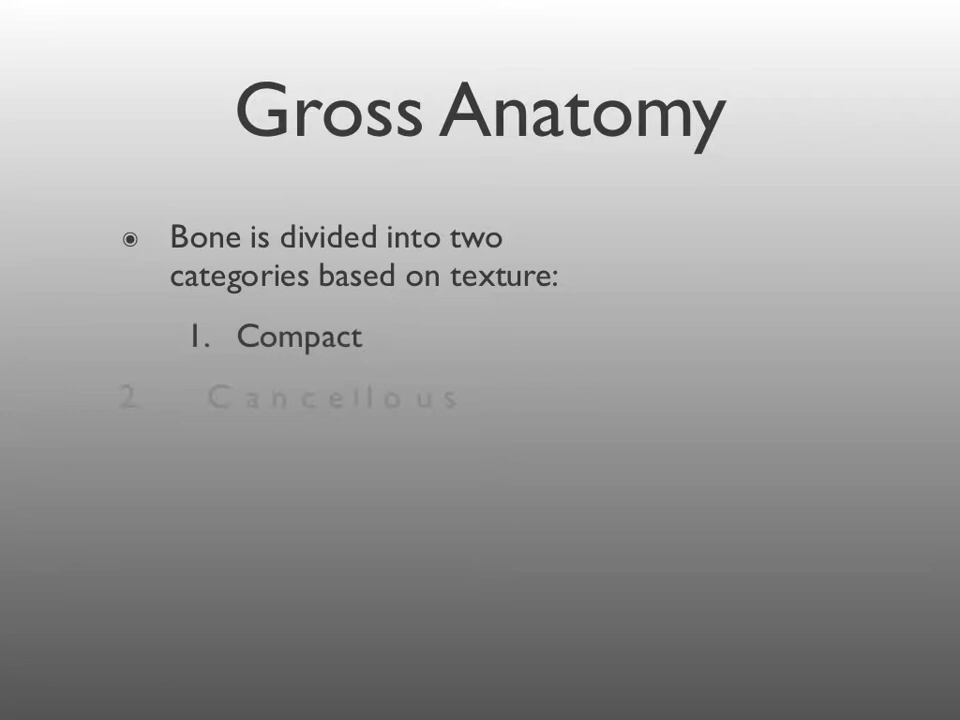 Gross Anatomy
Bone is divided into two
categories based on texture:
1. Compact
2 Cancellous